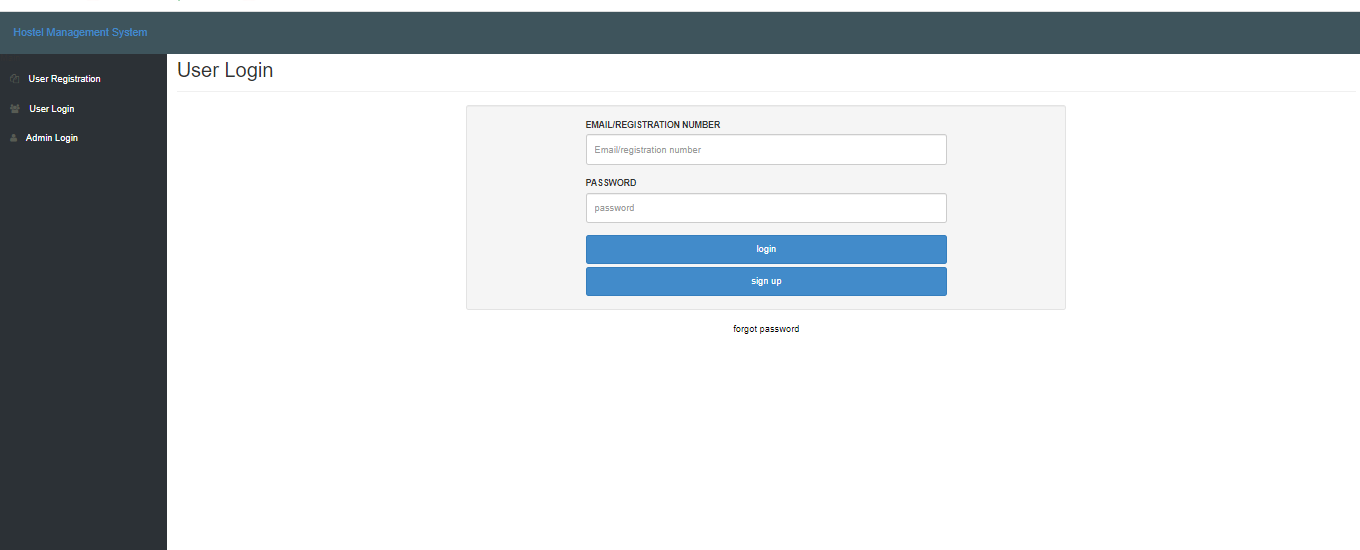 Hostel Management System
User Registration
User Login
Admin Login
User Login
EMAIL/REGISTRATION NUMBER
Email/registration number
PASSWORD
password
login
sign up
forgot password